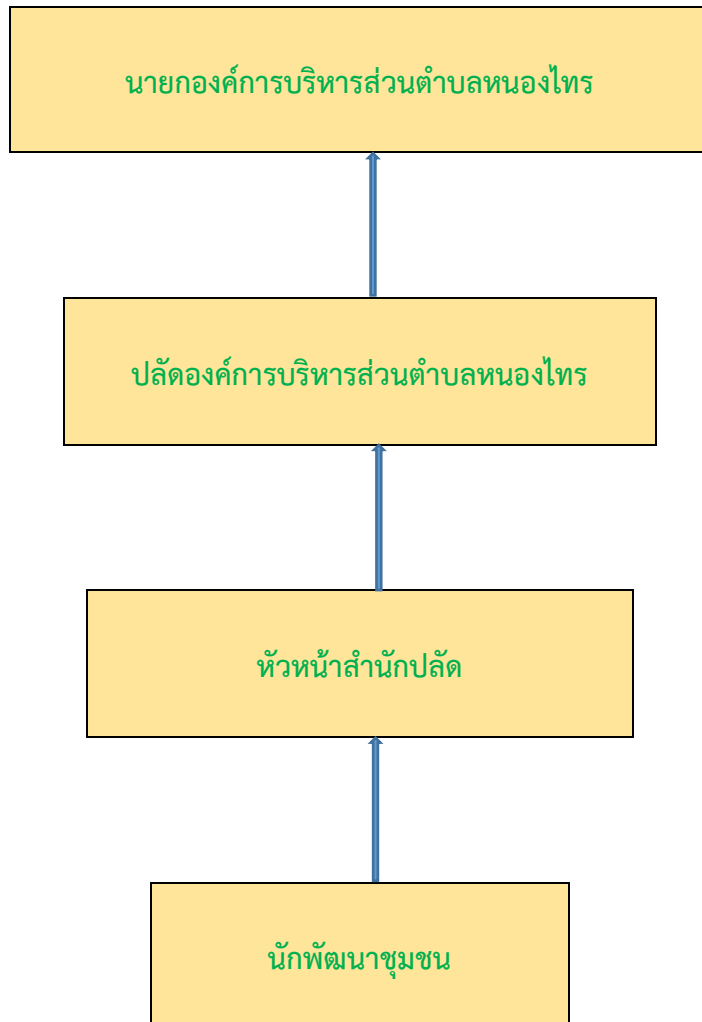 นายกองค์การบริหารส่วนตำบลหนองไทร
ปลัดองค์การบริหารส่วนตำบลหนองไทร
หัวหน้าสำนักปลัด
นักพัฒนาชุมชน